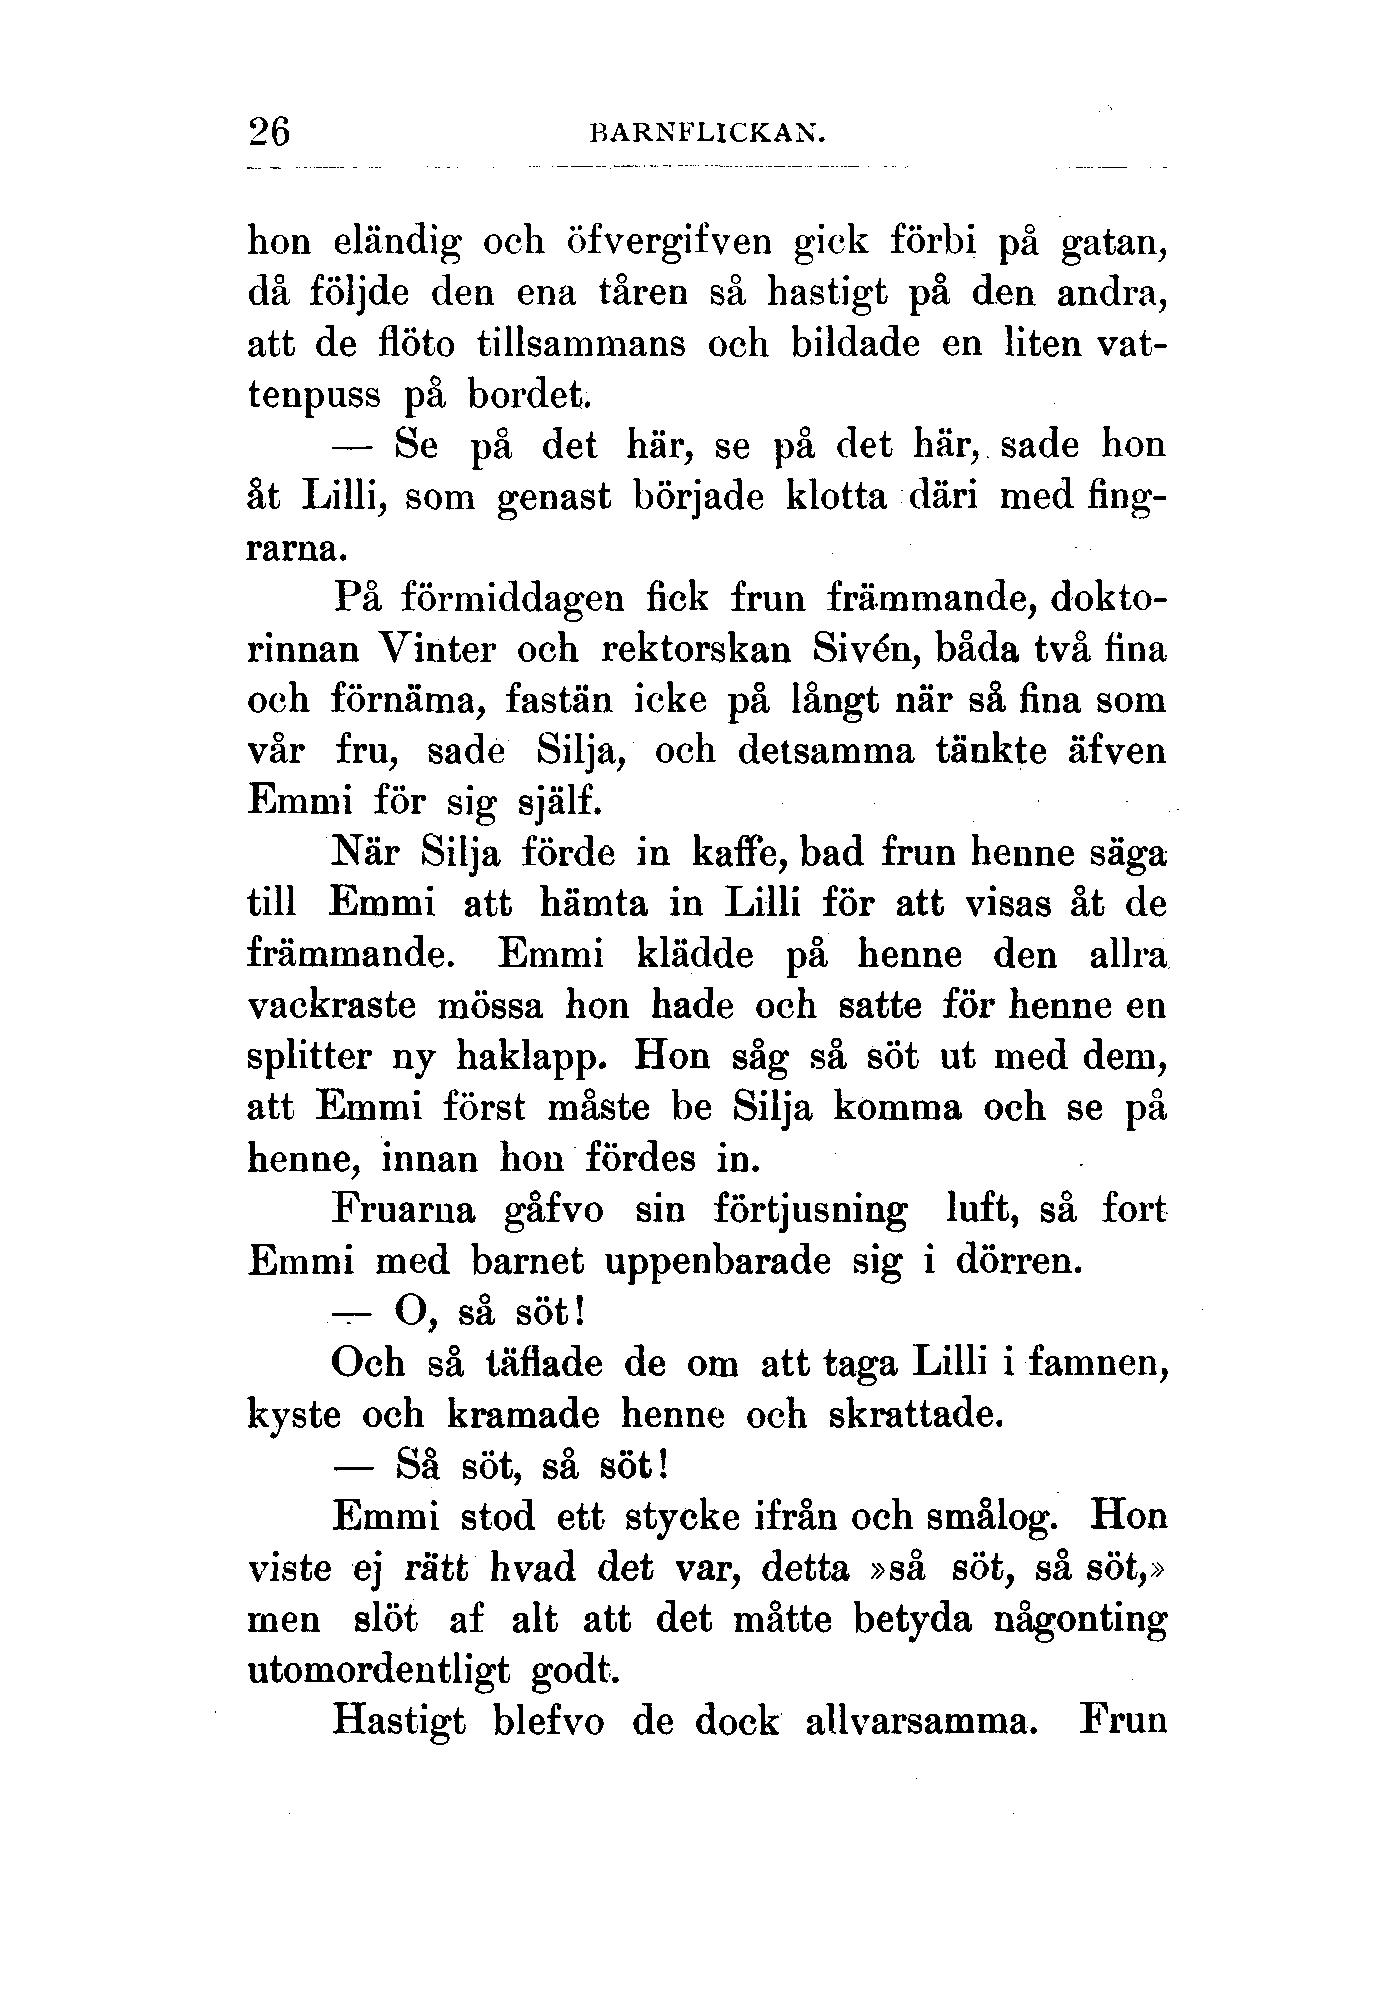 26 BARNFLICKAN.
hon eländig och öfvergifven gick förbi på gatan,
då följde den ena tåren så hastigt på den andra,
att de flöto tillsammans och bildade en liten vat-
tenpuss på bordet.
— Se på det här, se på det här, sade hon
åt Lilli, som genast började klotta däri med fing-
rarna.
På förmiddagen fick frun främmande, dokto-
rinnan Vinter och rektorskan Sivén, båda två fina
och förnäma, fastän icke på långt när så fina som
vår fru, sade Silja, och detsamma tänkte äfven
Emmi för sig själf.
När Silja förde in kaffe, bad frun henne säga
till Emmi att hämta in Lilli för att visas åt de
främmande. Emmi klädde på henne den allra
vackraste mössa hon hade och satte för henne en
splitter ny haklapp. Hon såg så söt ut med dem,
att Emmi först måste be Silja komma och se på
henne, innan hon fördes in.
Fruarna gåfvo sin förtjusning luft, så fort
Emmi med barnet uppenbarade sig i dörren.
— O, så söt!
Och så täflade de om att taga Lilli i famnen,
kyste och kramade henne och skrattade.
— Så söt, så söt!
Emmi stod ett stycke ifrån och smålog. Hon
viste ej rätt hvad det var, detta »så söt, så söt,»
men slöt af alt att det måtte betyda någonting
utomordentligt godt.
Hastigt blefvo de dock allvarsamma. Frun